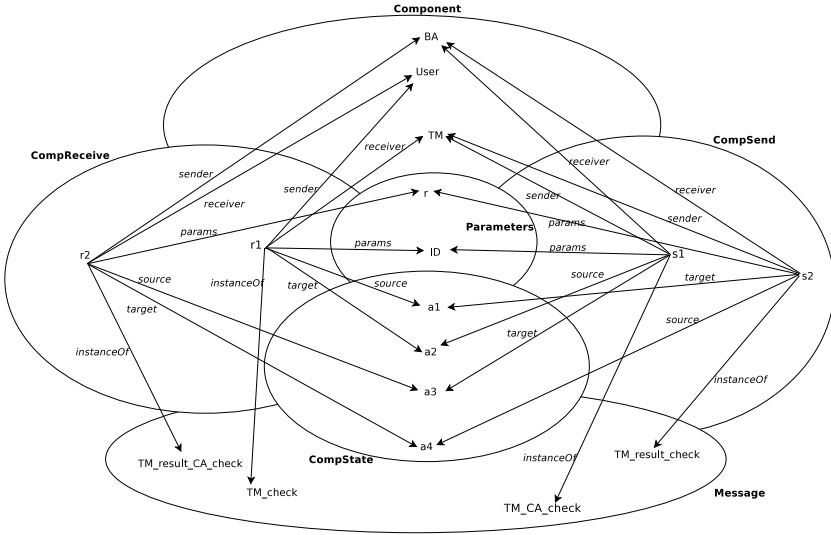 Component
BA
User
TM
receiver
CompSend
CompReceive
receiver
sender
sender
sender
receiver
receiver
sender
r
params
params
Parameters
r1
params
ID
params
s1
r2
source
instanceOf
target
source
source
target
s2
target
a1
source
target
instanceOf
a2
instanceOf
a3
a4
CompState
instanceOf
TM_result_check
TM_result_CA_check
TM_check
Message
TM_CA_check